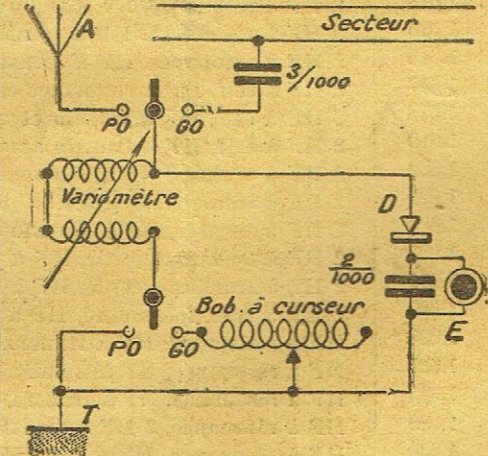 Secteur
A
3/1000
PO GO
Variomètre
D
2/1000
Bob. à curseur
E
PO GO
T